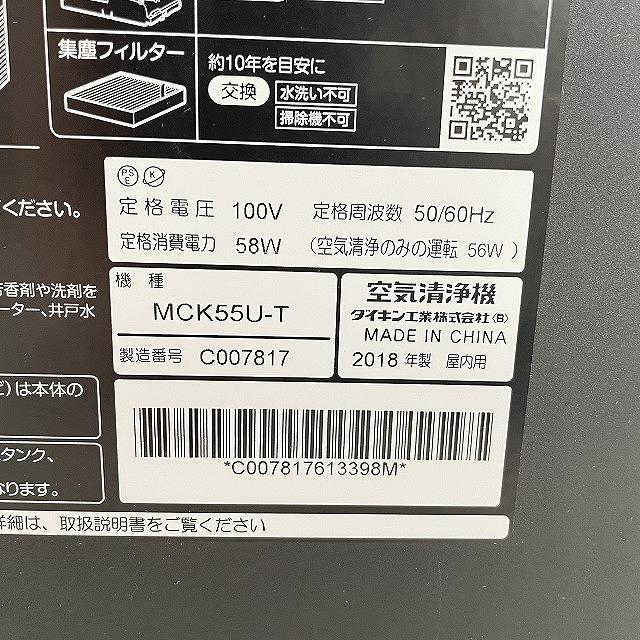 集塵フィルター
約10年を目安に
交換
水洗い不可
掃除機不可
ください。
定格電圧 100V 定格周波数 50/60Hz
定格消費電力 58W (空気清浄のみの運転 56W )
芳香剤や洗剤を
ーター、井戸水
機 種
MCK55U-T
製造番号 C007817
空気清浄機
ダイキン工業株式会社〈B〉
MADE IN CHINA
2018 年製 屋内用
)は本体の
タンク、
なります。
*C007817613398M*
詳細は、取扱説明書をご覧ください